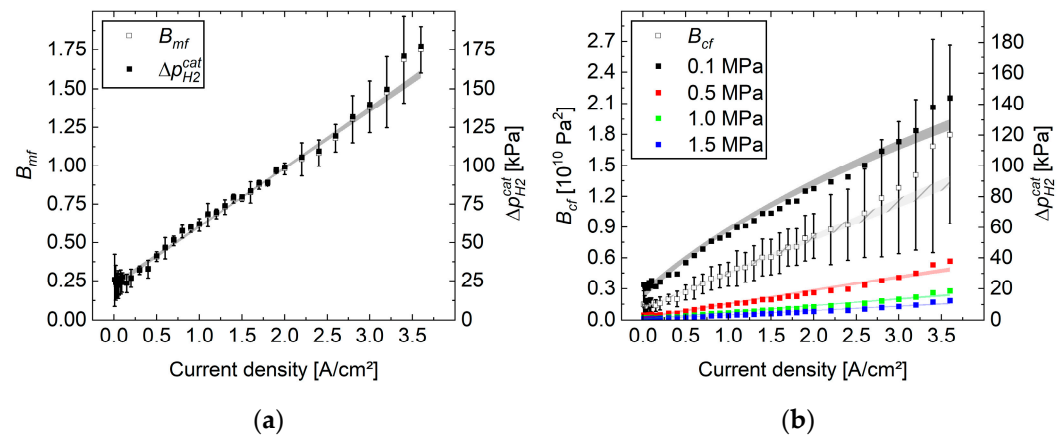 B_mf
Δp_H2^cat
1.75
1.50
1.25
1.00
0.75
0.50
0.25
0.00
B_mf
175
150
125
100
75
50
25
0
Δp_H2^cat [kPa]
0.0 0.5 1.0 1.5 2.0 2.5 3.0 3.5
Current density [A/cm²]
(a)
B_cf
0.1 MPa
0.5 MPa
1.0 MPa
1.5 MPa
2.7
2.4
2.1
1.8
1.5
1.2
0.9
0.6
0.3
0.0
B_cf [10^10 Pa^2]
180
160
140
120
100
80
60
40
20
0
Δp_H2^cat [kPa]
0.0 0.5 1.0 1.5 2.0 2.5 3.0 3.5
Current density [A/cm²]
(b)